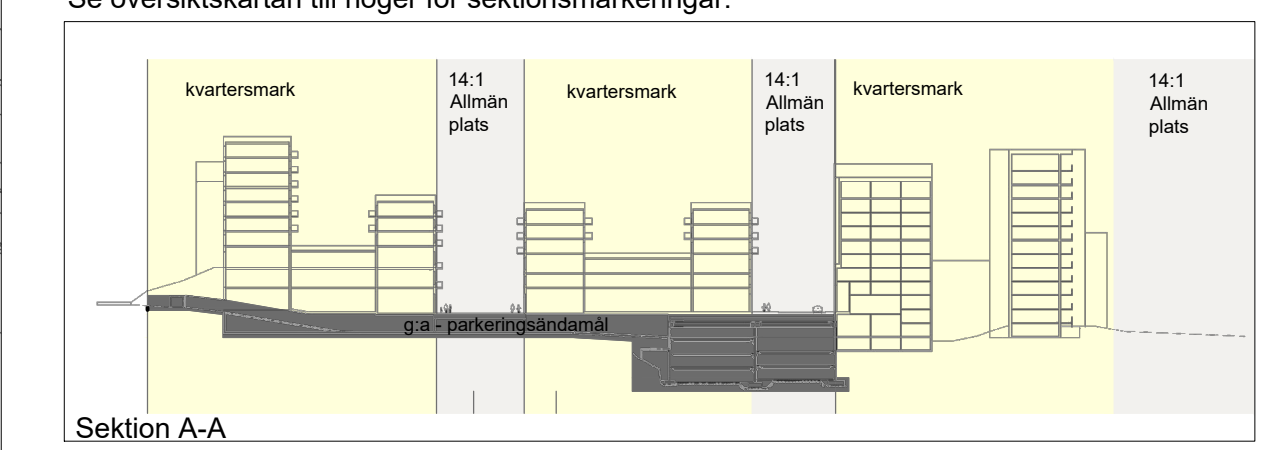 Se översiktskartan till höger för sektionsmarkeringar.
kvartersmark
14:1
Allmän
plats
kvartersmark
14:1
Allmän
plats
kvartersmark
14:1
Allmän
plats
g:a - parkeringsändamål
Sektion A-A